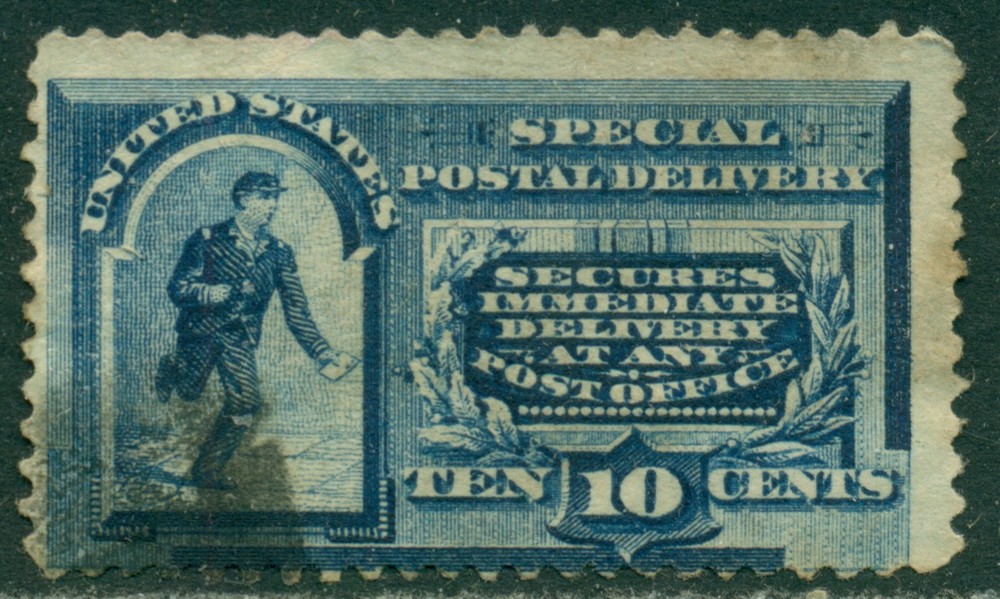 UNITED STATES
SPECIAL
POSTAL DELIVERY
SECURES
IMMEDIATE
DELIVERY
AT ANY
POST OFFICE
TEN 10 CENTS